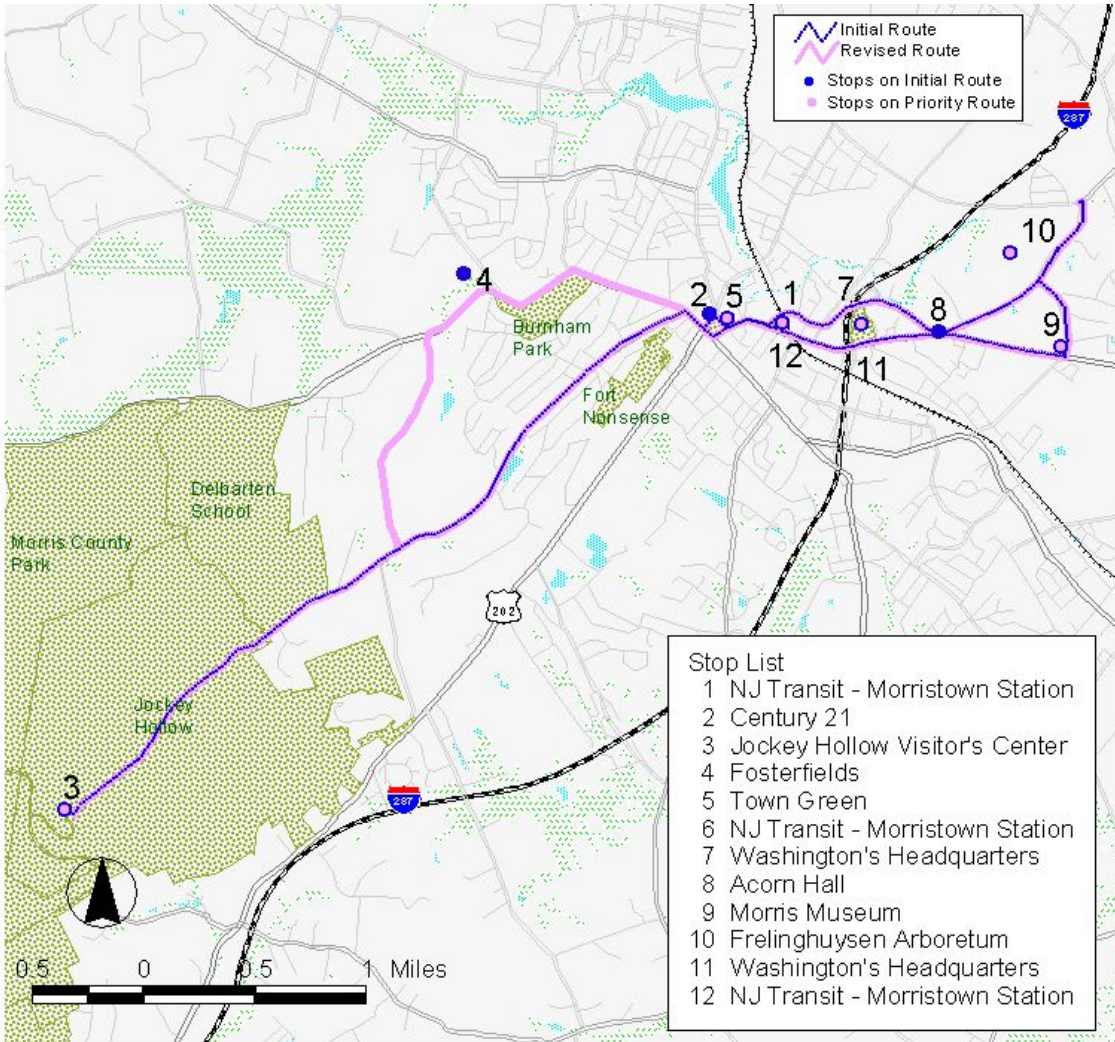 Initial Route
Revised Route
Stops on Initial Route
Stops on Priority Route
287
10
4
2
5
1
7
8
9
12
11
Burnham
Park
Fort
Nonsense
Delbarten
School
Morris County
Park
202
Jockey
Hollow
3
287
0.5 0 0.5 1 Miles
Stop List
1 NJ Transit - Morristown Station
2 Century 21
3 Jockey Hollow Visitor's Center
4 Fosterfields
5 Town Green
6 NJ Transit - Morristown Station
7 Washington's Headquarters
8 Acorn Hall
9 Morris Museum
10 Frelinghuysen Arboretum
11 Washington's Headquarters
12 NJ Transit - Morristown Station